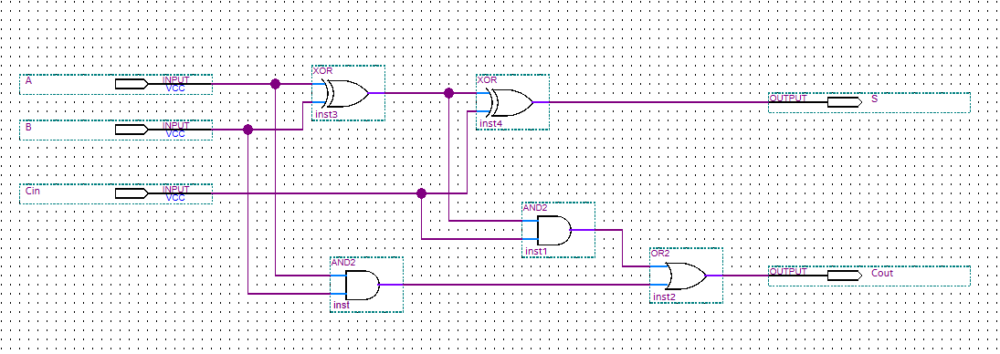 XOR
XOR
A
INPUT
VCC
OUTPUT
S
inst3
inst4
B
INPUT
VCC
Cin
INPUT
VCC
AND2
inst1
OR2
AND2
OUTPUT
Cout
inst2
inst